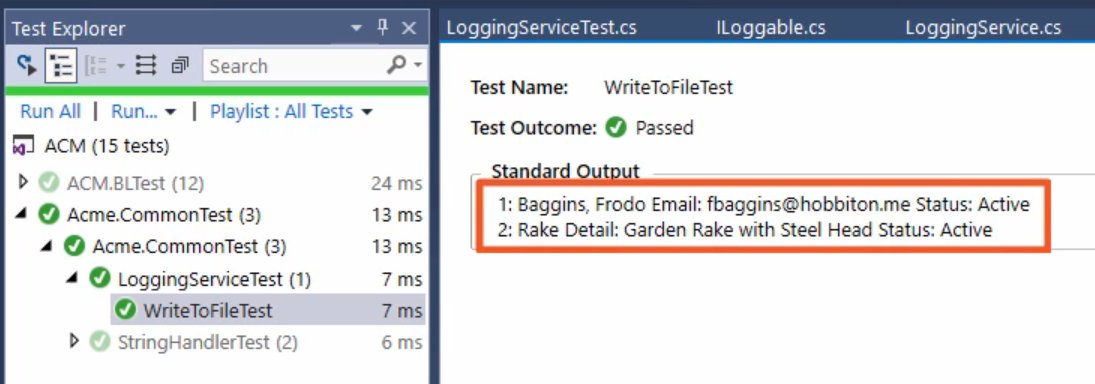 Test Explorer
Search
Run All | Run... | Playlist : All Tests
ACM (15 tests)
ACM.BLTest (12) 24 ms
Acme.CommonTest (3) 13 ms
Acme.CommonTest (3) 13 ms
LoggingServiceTest (1) 7 ms
WriteToFileTest 7 ms
StringHandlerTest (2) 6 ms
LoggingServiceTest.cs ILoggable.cs LoggingService.cs
Test Name: WriteToFileTest
Test Outcome: Passed
Standard Output
1: Baggins, Frodo Email: fbaggins@hobbiton.me Status: Active
2: Rake Detail: Garden Rake with Steel Head Status: Active